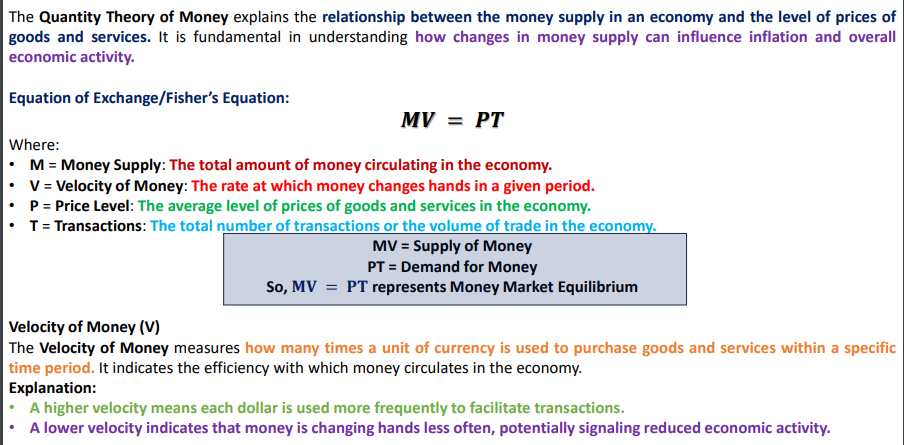 The Quantity Theory of Money explains the relationship between the money supply in an economy and the level of prices of
goods and services. It is fundamental in understanding how changes in money supply can influence inflation and overall
economic activity.
Equation of Exchange/Fisher's Equation:
MV = PT
Where:
• M = Money Supply: The total amount of money circulating in the economy.
• V = Velocity of Money: The rate at which money changes hands in a given period.
• P = Price Level: The average level of prices of goods and services in the economy.
• T = Transactions: The total number of transactions or the volume of trade in the economy.
MV = Supply of Money
PT = Demand for Money
So, MV = PT represents Money Market Equilibrium
Velocity of Money (V)
The Velocity of Money measures how many times a unit of currency is used to purchase goods and services within a specific
time period. It indicates the efficiency with which money circulates in the economy.
Explanation:
• A higher velocity means each dollar is used more frequently to facilitate transactions.
• A lower velocity indicates that money is changing hands less often, potentially signaling reduced economic activity.